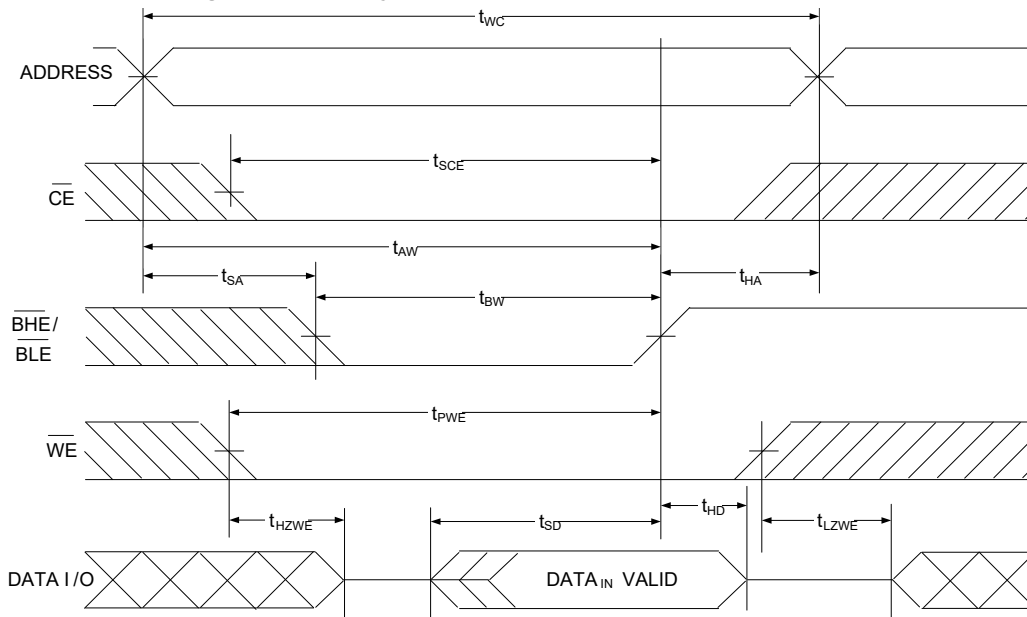 tWC
ADDRESS
tSCE
CE
tAW
tSA
tHA
tBW
BHE/
BLE
tPWE
WE
tHZWE
tSD
tHD
tLZWE
DATA I/O
DATAIN VALID